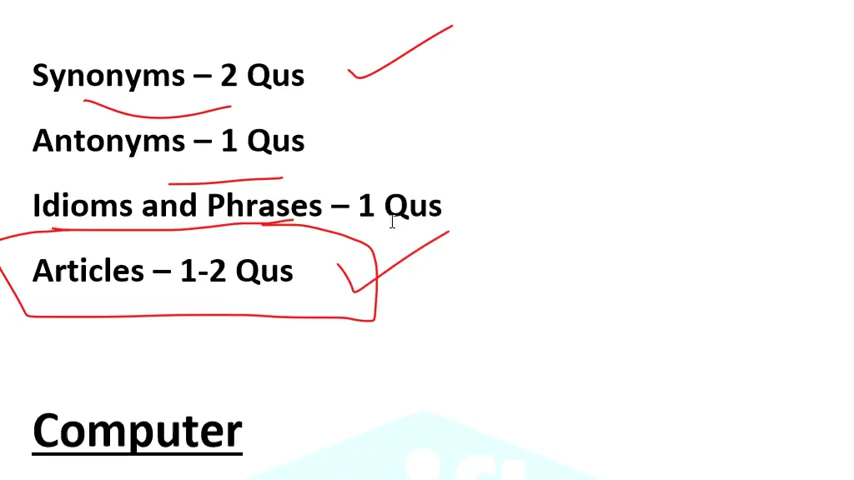 Synonyms – 2 Qus
Antonyms – 1 Qus
Idioms and Phrases – 1 Qus
Articles – 1-2 Qus
Computer